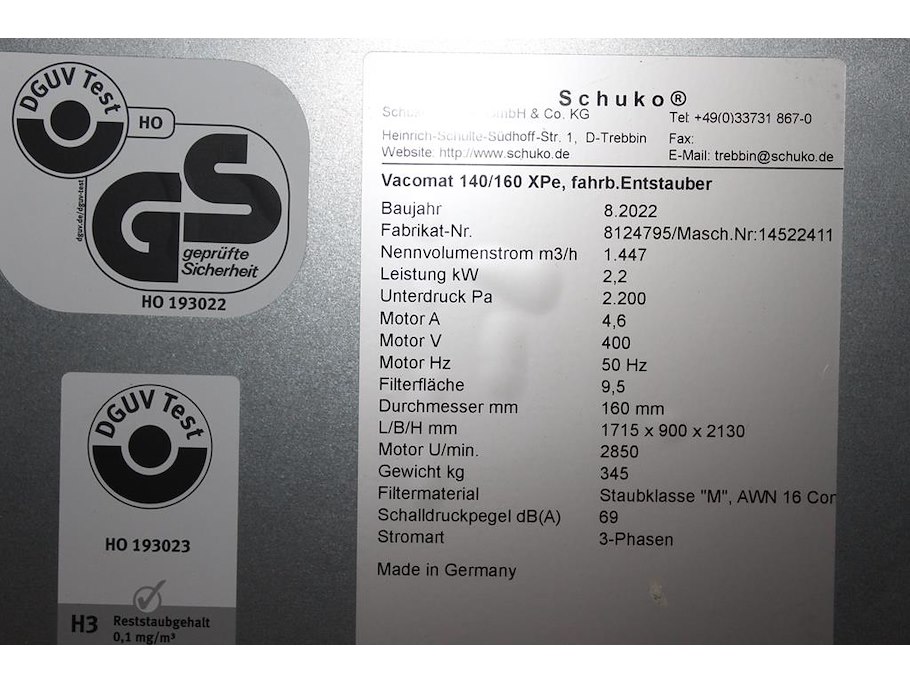 DGUV Test
HO
GS
geprüfte
Sicherheit
dguv.de/dguv-test
HO 193022
DGUV Test
HO 193023
H3 Reststaubgehalt
0,1 mg/m³
Schuko®
GmbH & Co. KG Tel: +49(0)33731 867-0
Heinrich-Schulte-Südhoff-Str. 1, D-Trebbin Fax:
Website: http://www.schuko.de E-Mail: trebbin@schuko.de
Vacomat 140/160 XPe, fahrb.Entstauber
Baujahr 8.2022
Fabrikat-Nr. 8124795/Masch.Nr:14522411
Nennvolumenstrom m3/h 1.447
Leistung kW 2,2
Unterdruck Pa 2.200
Motor A 4,6
Motor V 400
Motor Hz 50 Hz
Filterfläche 9,5
Durchmesser mm 160 mm
L/B/H mm 1715 x 900 x 2130
Motor U/min. 2850
Gewicht kg 345
Filtermaterial Staubklasse "M", AWN 16 Cor
Schalldruckpegel dB(A) 69
Stromart 3-Phasen
Made in Germany